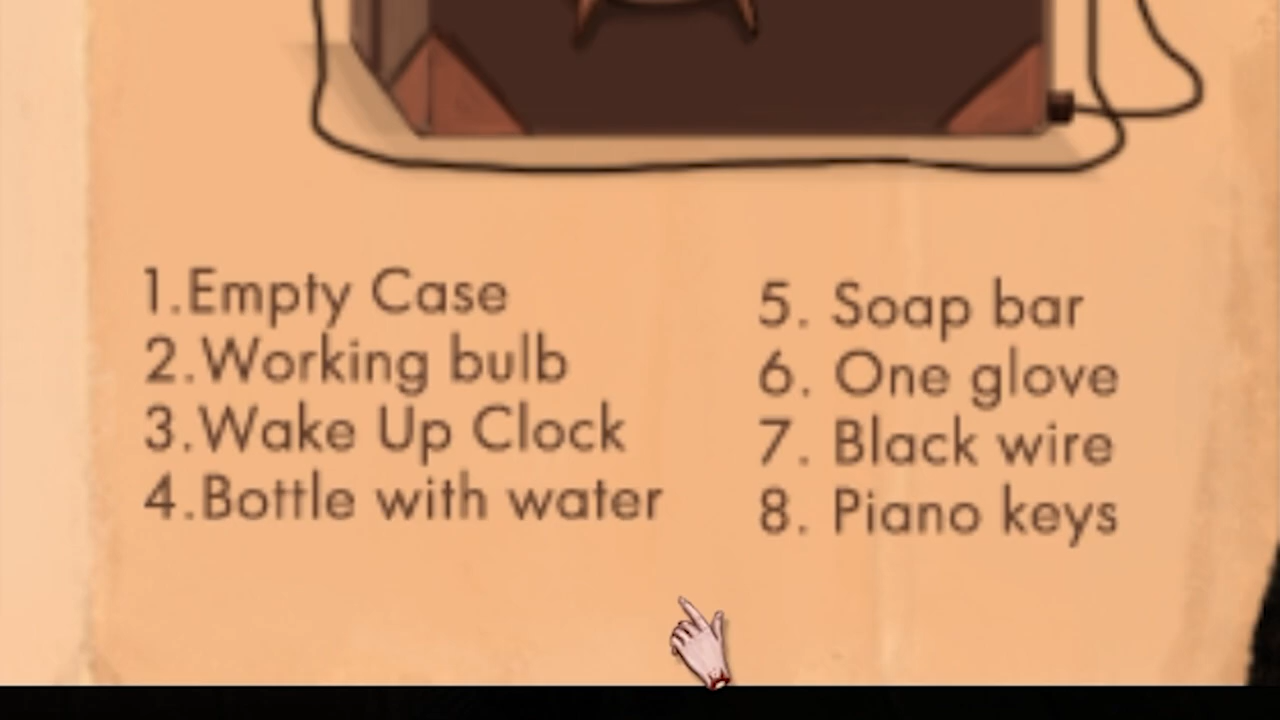 1.Empty Case
2.Working bulb
3.Wake Up Clock
4.Bottle with water
5. Soap bar
6. One glove
7. Black wire
8. Piano keys